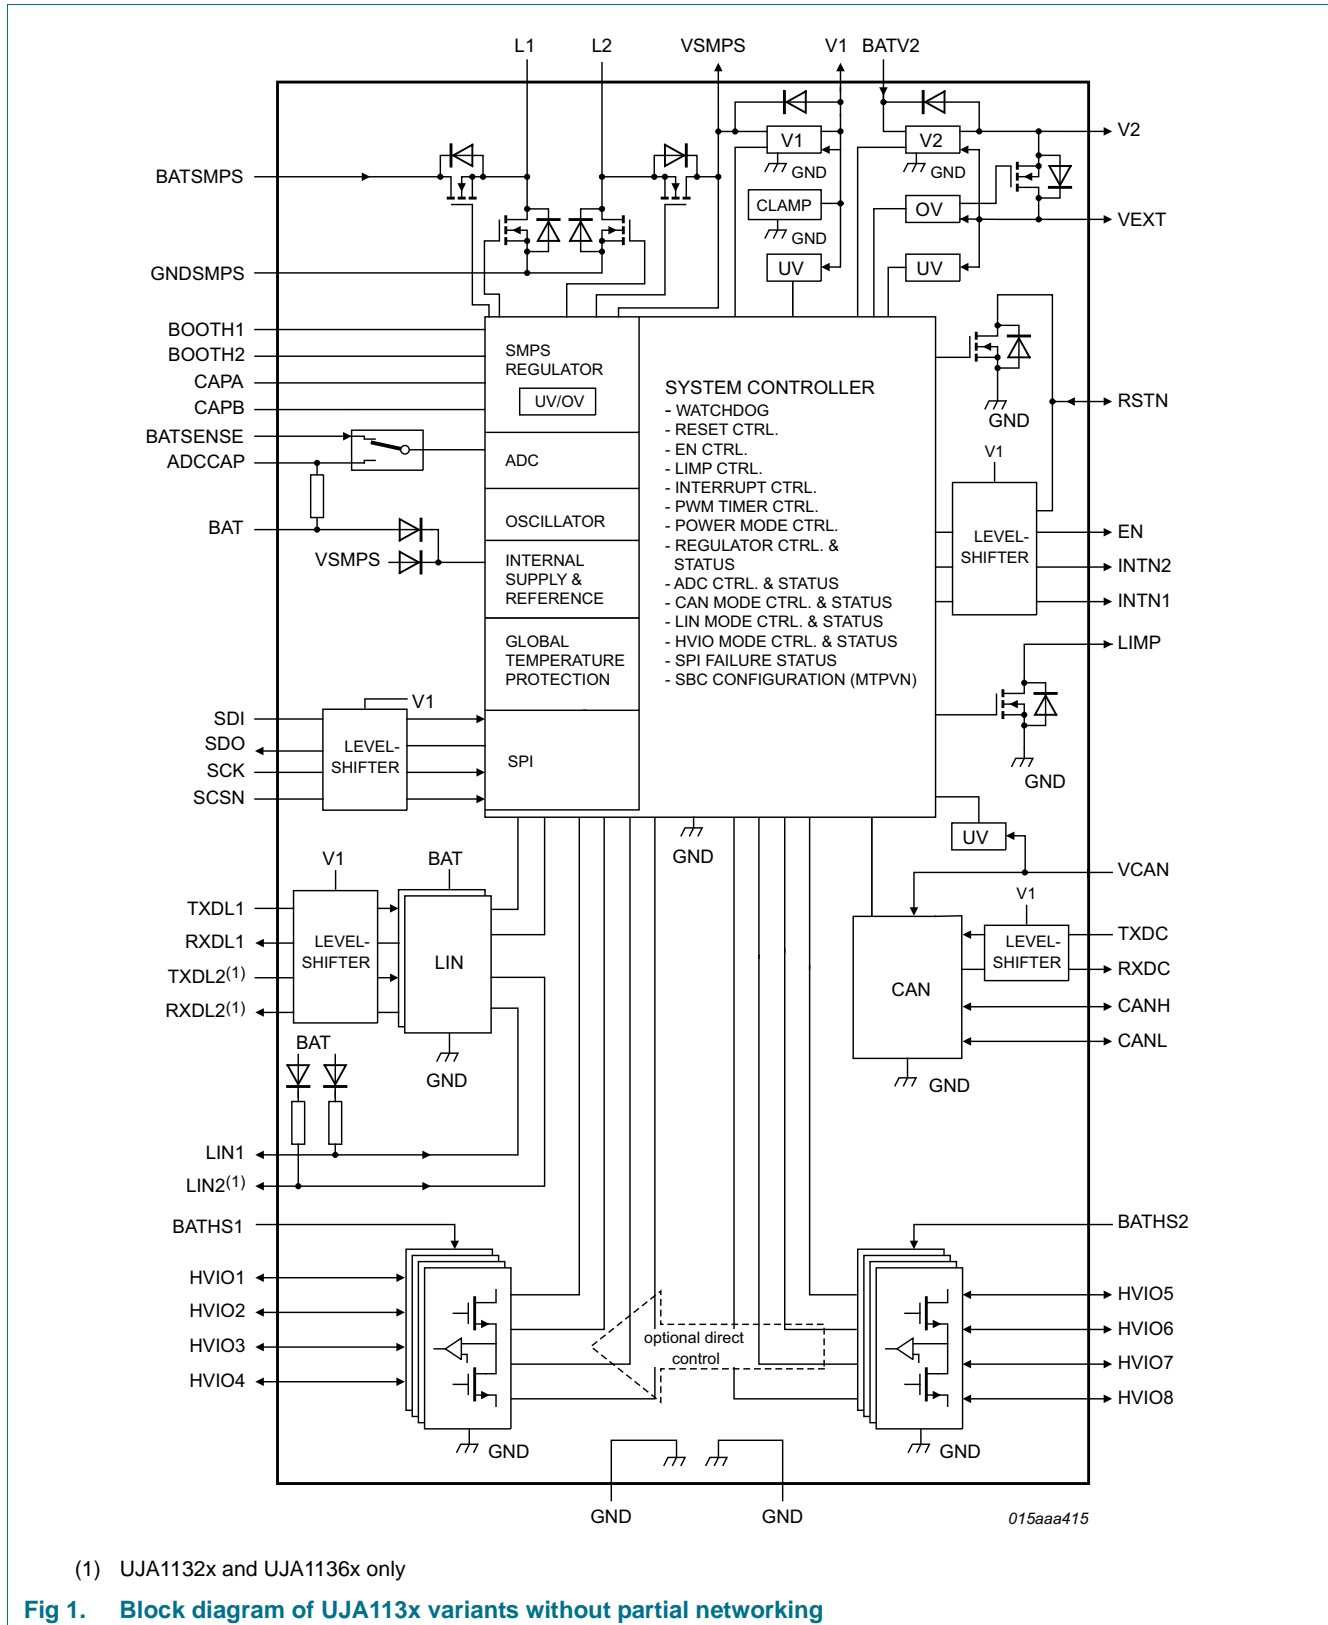 L1
L2
VSMPS
V1
BATV2
V1
GND
V2
GND
V2
BATSMPS
CLAMP
GND
OV
VEXT
GNDSMPS
UV
UV
BOOTH1
BOOTH2
CAPA
CAPB
BATSENSE
ADCCAP
BAT
VSMPS
SMPS
REGULATOR
UV/OV
ADC
OSCILLATOR
INTERNAL
SUPPLY &
REFERENCE
GLOBAL
TEMPERATURE
PROTECTION
SPI
SYSTEM CONTROLLER
- WATCHDOG
- RESET CTRL.
- EN CTRL.
- LIMP CTRL.
- INTERRUPT CTRL.
- PWM TIMER CTRL.
- POWER MODE CTRL.
- REGULATOR CTRL. &
STATUS
- ADC CTRL. & STATUS
- CAN MODE CTRL. & STATUS
- LIN MODE CTRL. & STATUS
- HVIO MODE CTRL. & STATUS
- SPI FAILURE STATUS
- SBC CONFIGURATION (MTPVN)
GND
RSTN
V1
LEVEL-
SHIFTER
EN
INTN2
INTN1
LIMP
GND
V1
SDI
SDO
SCK
SCSN
LEVEL-
SHIFTER
GND
UV
VCAN
V1
BAT
TXDL1
RXDL1
TXDL2(1)
RXDL2(1)
LEVEL-
SHIFTER
LIN
GND
V1
LEVEL-
SHIFTER
TXDC
RXDC
CAN
CANH
CANL
GND
BAT
LIN1
LIN2(1)
BATHS1
HVIO1
HVIO2
HVIO3
HVIO4
GND
optional direct
control
BATHS2
HVIO5
HVIO6
HVIO7
HVIO8
GND
GND
GND
015aaa415
(1) UJA1132x and UJA1136x only
Fig 1. Block diagram of UJA113x variants without partial networking